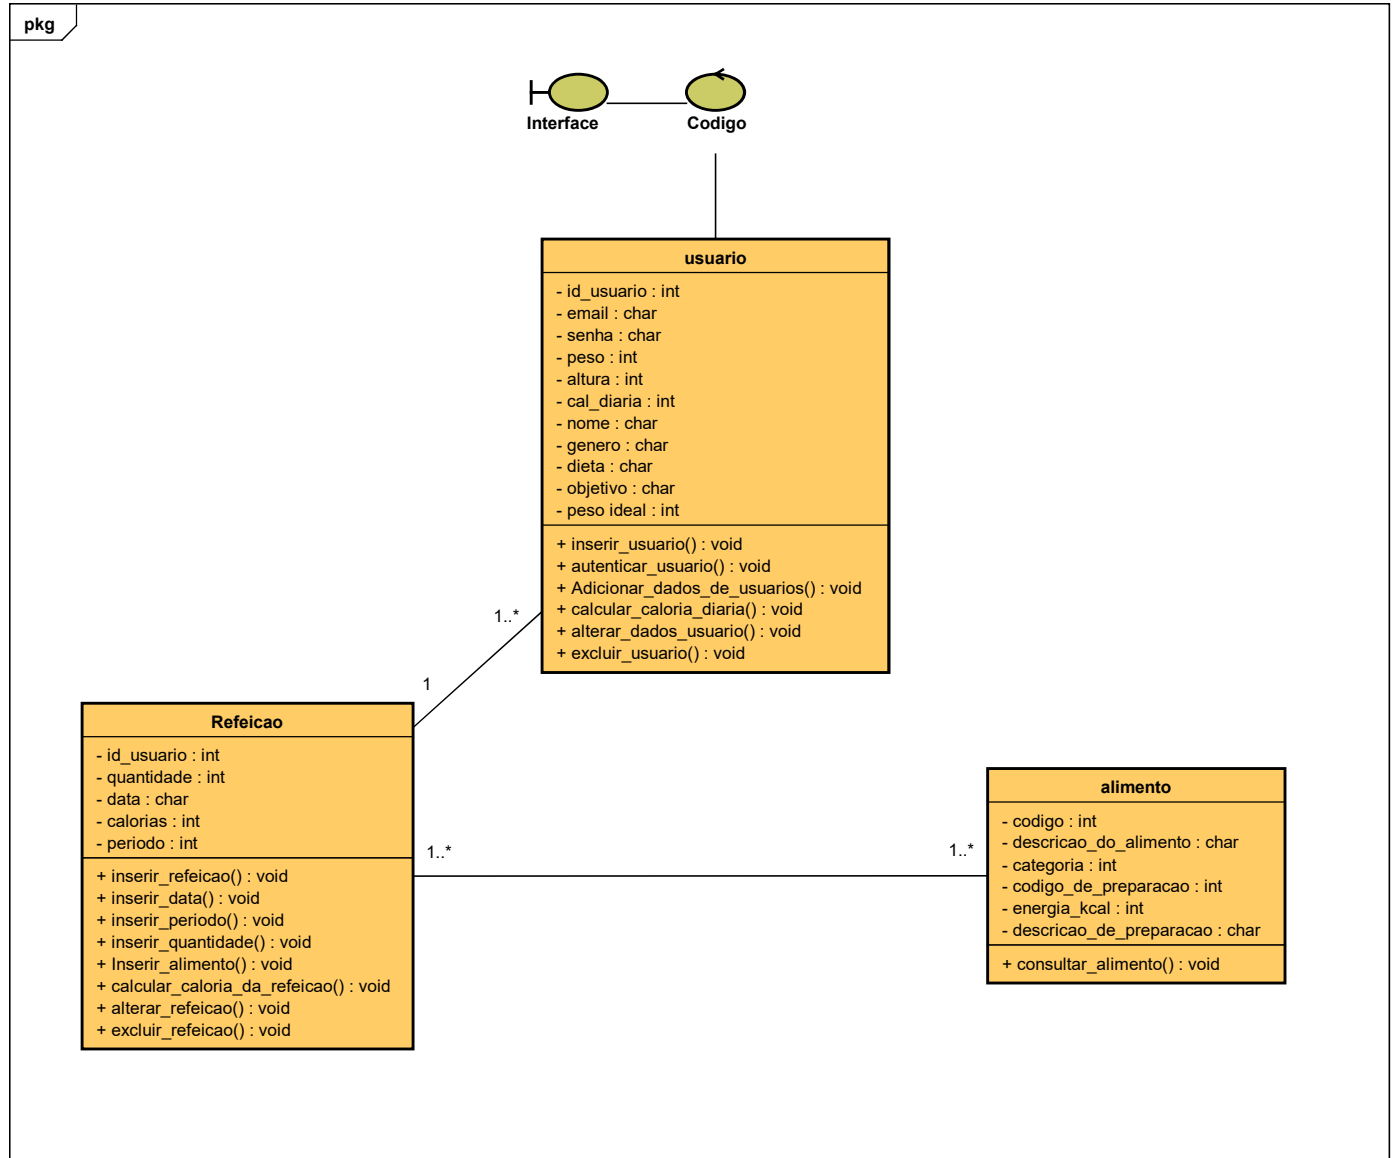 pkg
Interface
Codigo
usuario
- id_usuario : int
- email : char
- senha : char
- peso : int
- altura : int
- cal_diaria : int
- nome : char
- genero : char
- dieta : char
- objetivo : char
- peso ideal : int
+ inserir_usuario() : void
+ autenticar_usuario() : void
+ Adicionar_dados_de_usuarios() : void
+ calcular_caloria_diaria() : void
+ alterar_dados_usuario() : void
+ excluir_usuario() : void
1..*
1
Refeicao
- id_usuario : int
- quantidade : int
- data : char
- calorias : int
- periodo : int
+ inserir_refeicao() : void
+ inserir_data() : void
+ inserir_periodo() : void
+ inserir_quantidade() : void
+ Inserir_alimento() : void
+ calcular_caloria_da_refeicao() : void
+ alterar_refeicao() : void
+ excluir_refeicao() : void
1..*
1..*
alimento
- codigo : int
- descricao_do_alimento : char
- categoria : int
- codigo_de_preparacao : int
- energia_kcal : int
- descricao_de_preparacao : char
+ consultar_alimento() : void